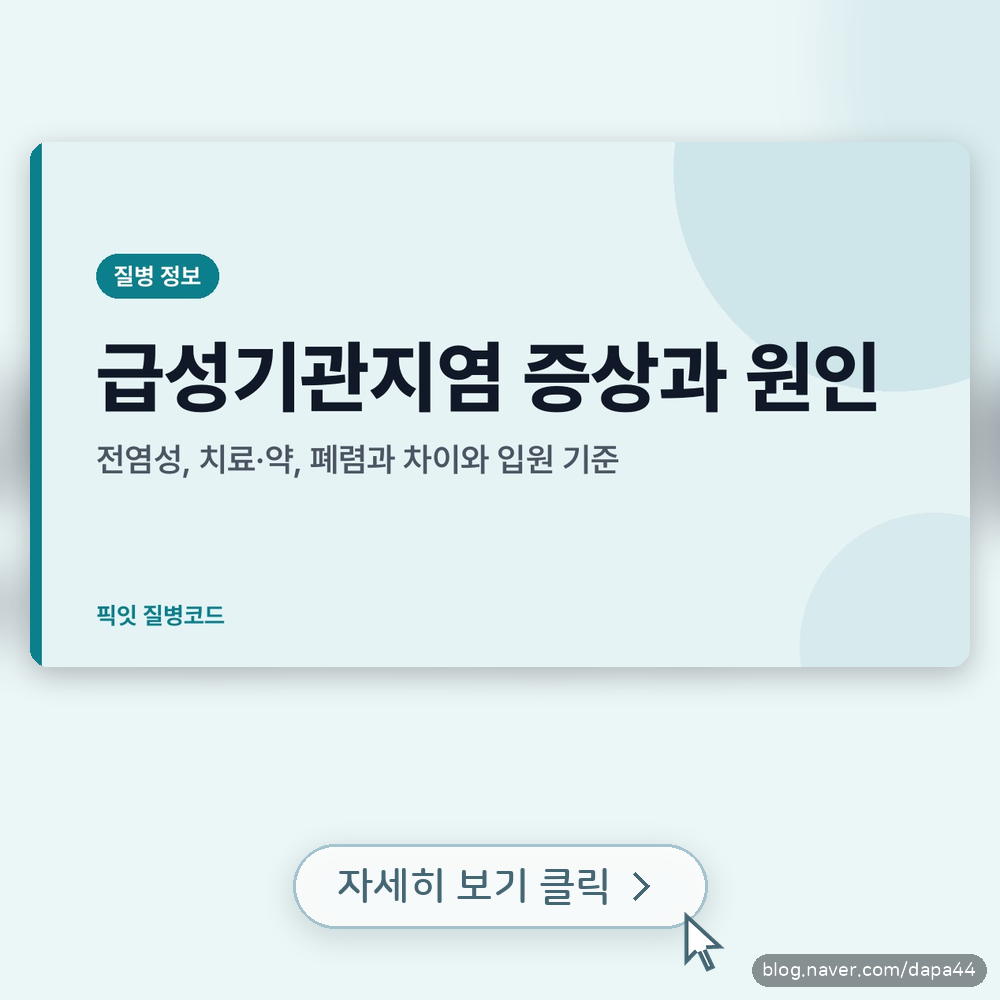 질병 정보
급성기관지염 증상과 원인
전염성, 치료·약, 폐렴과 차이와 입원 기준
픽잇 질병코드
자세히 보기 클릭 >
blog.naver.com/dapa44